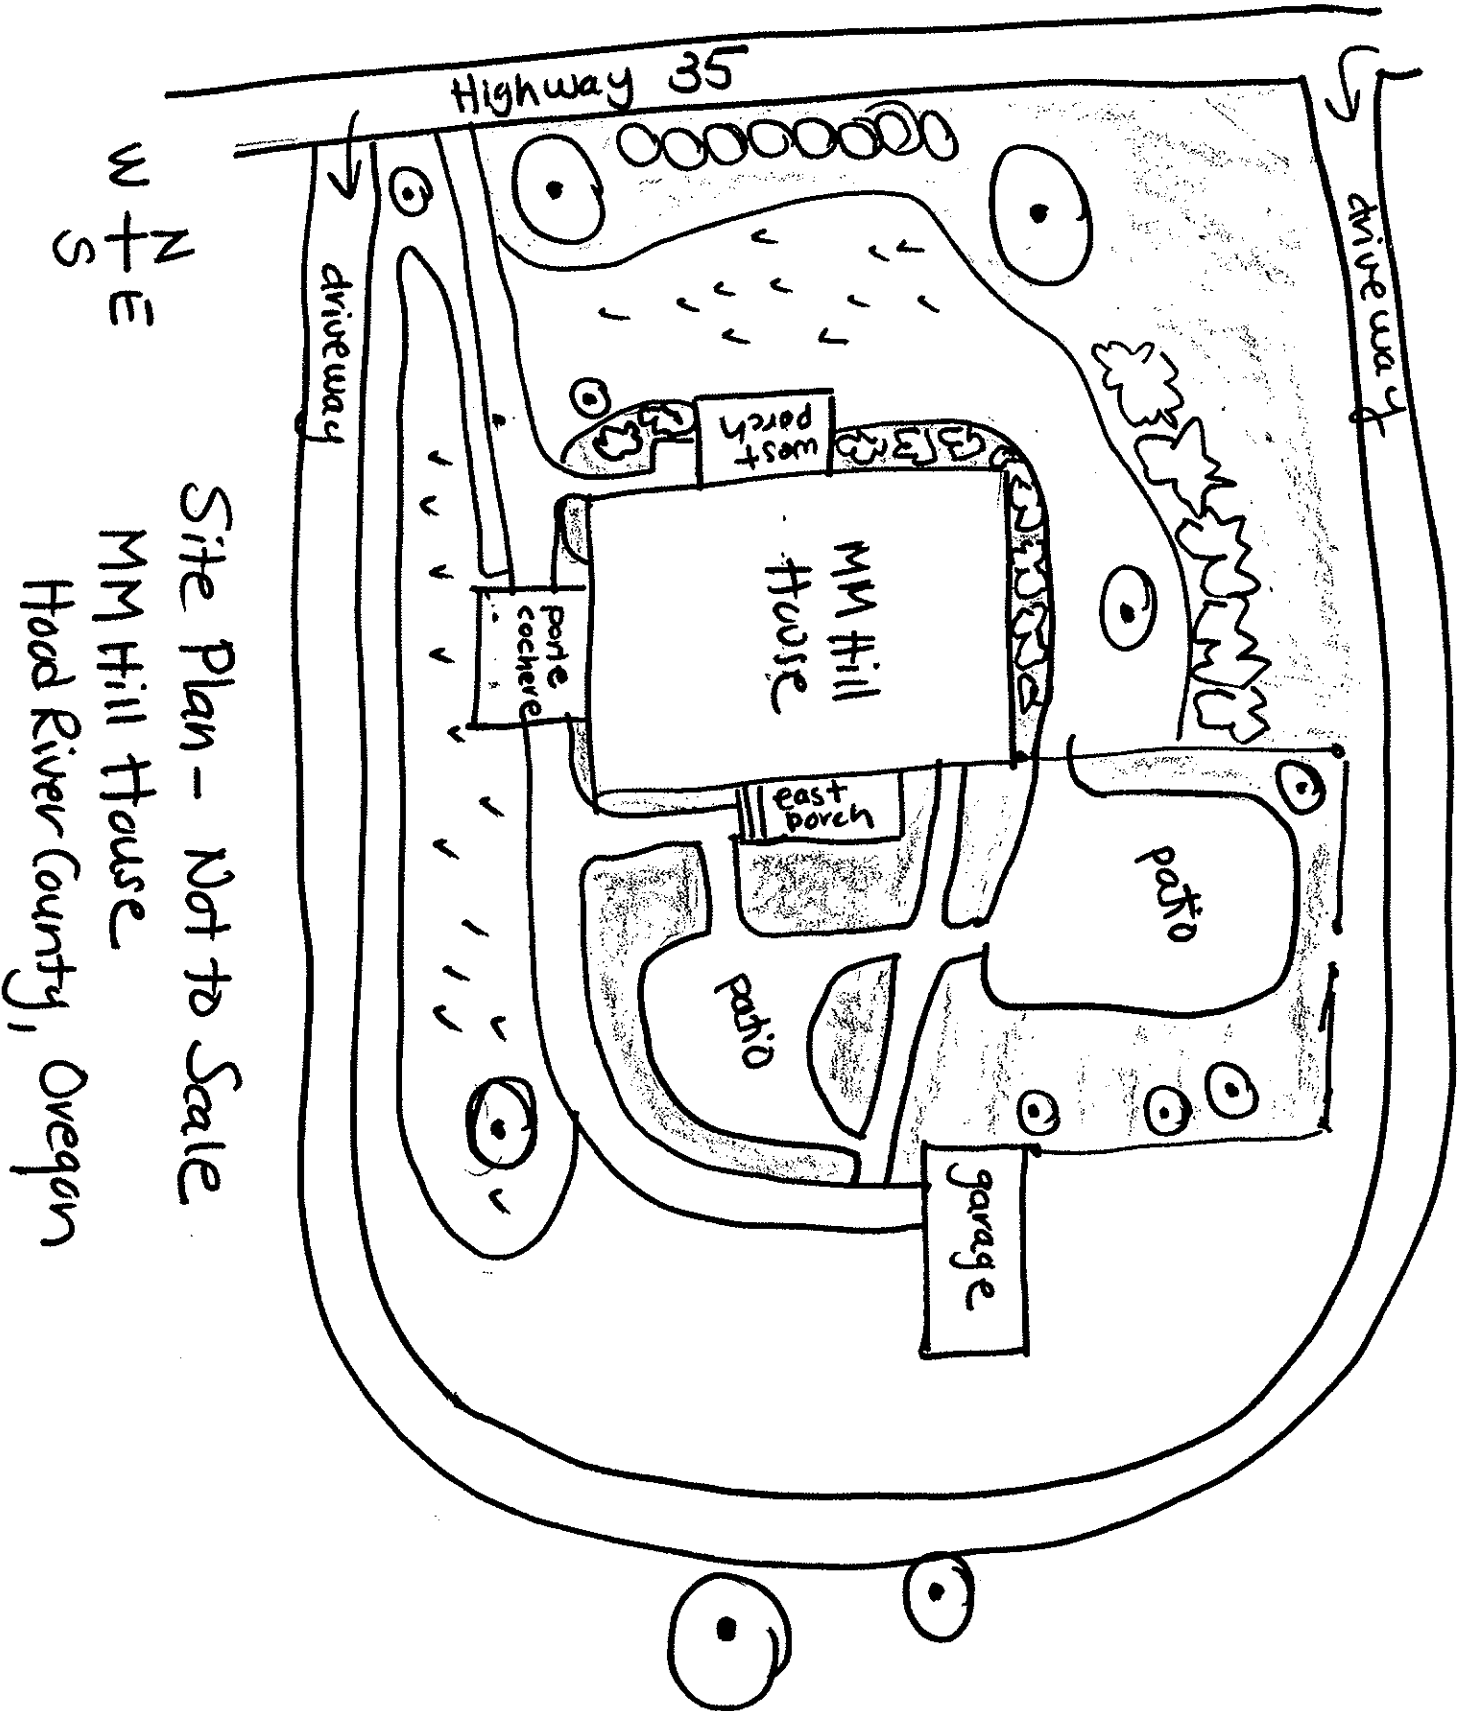 Highway 35
driveway
driveway
W N
S E
west
porch
MM Hill
House
porte
cochere
east
porch
patio
patio
garage
Site Plan - Not to Scale
MM Hill House
Hood River County, Oregon